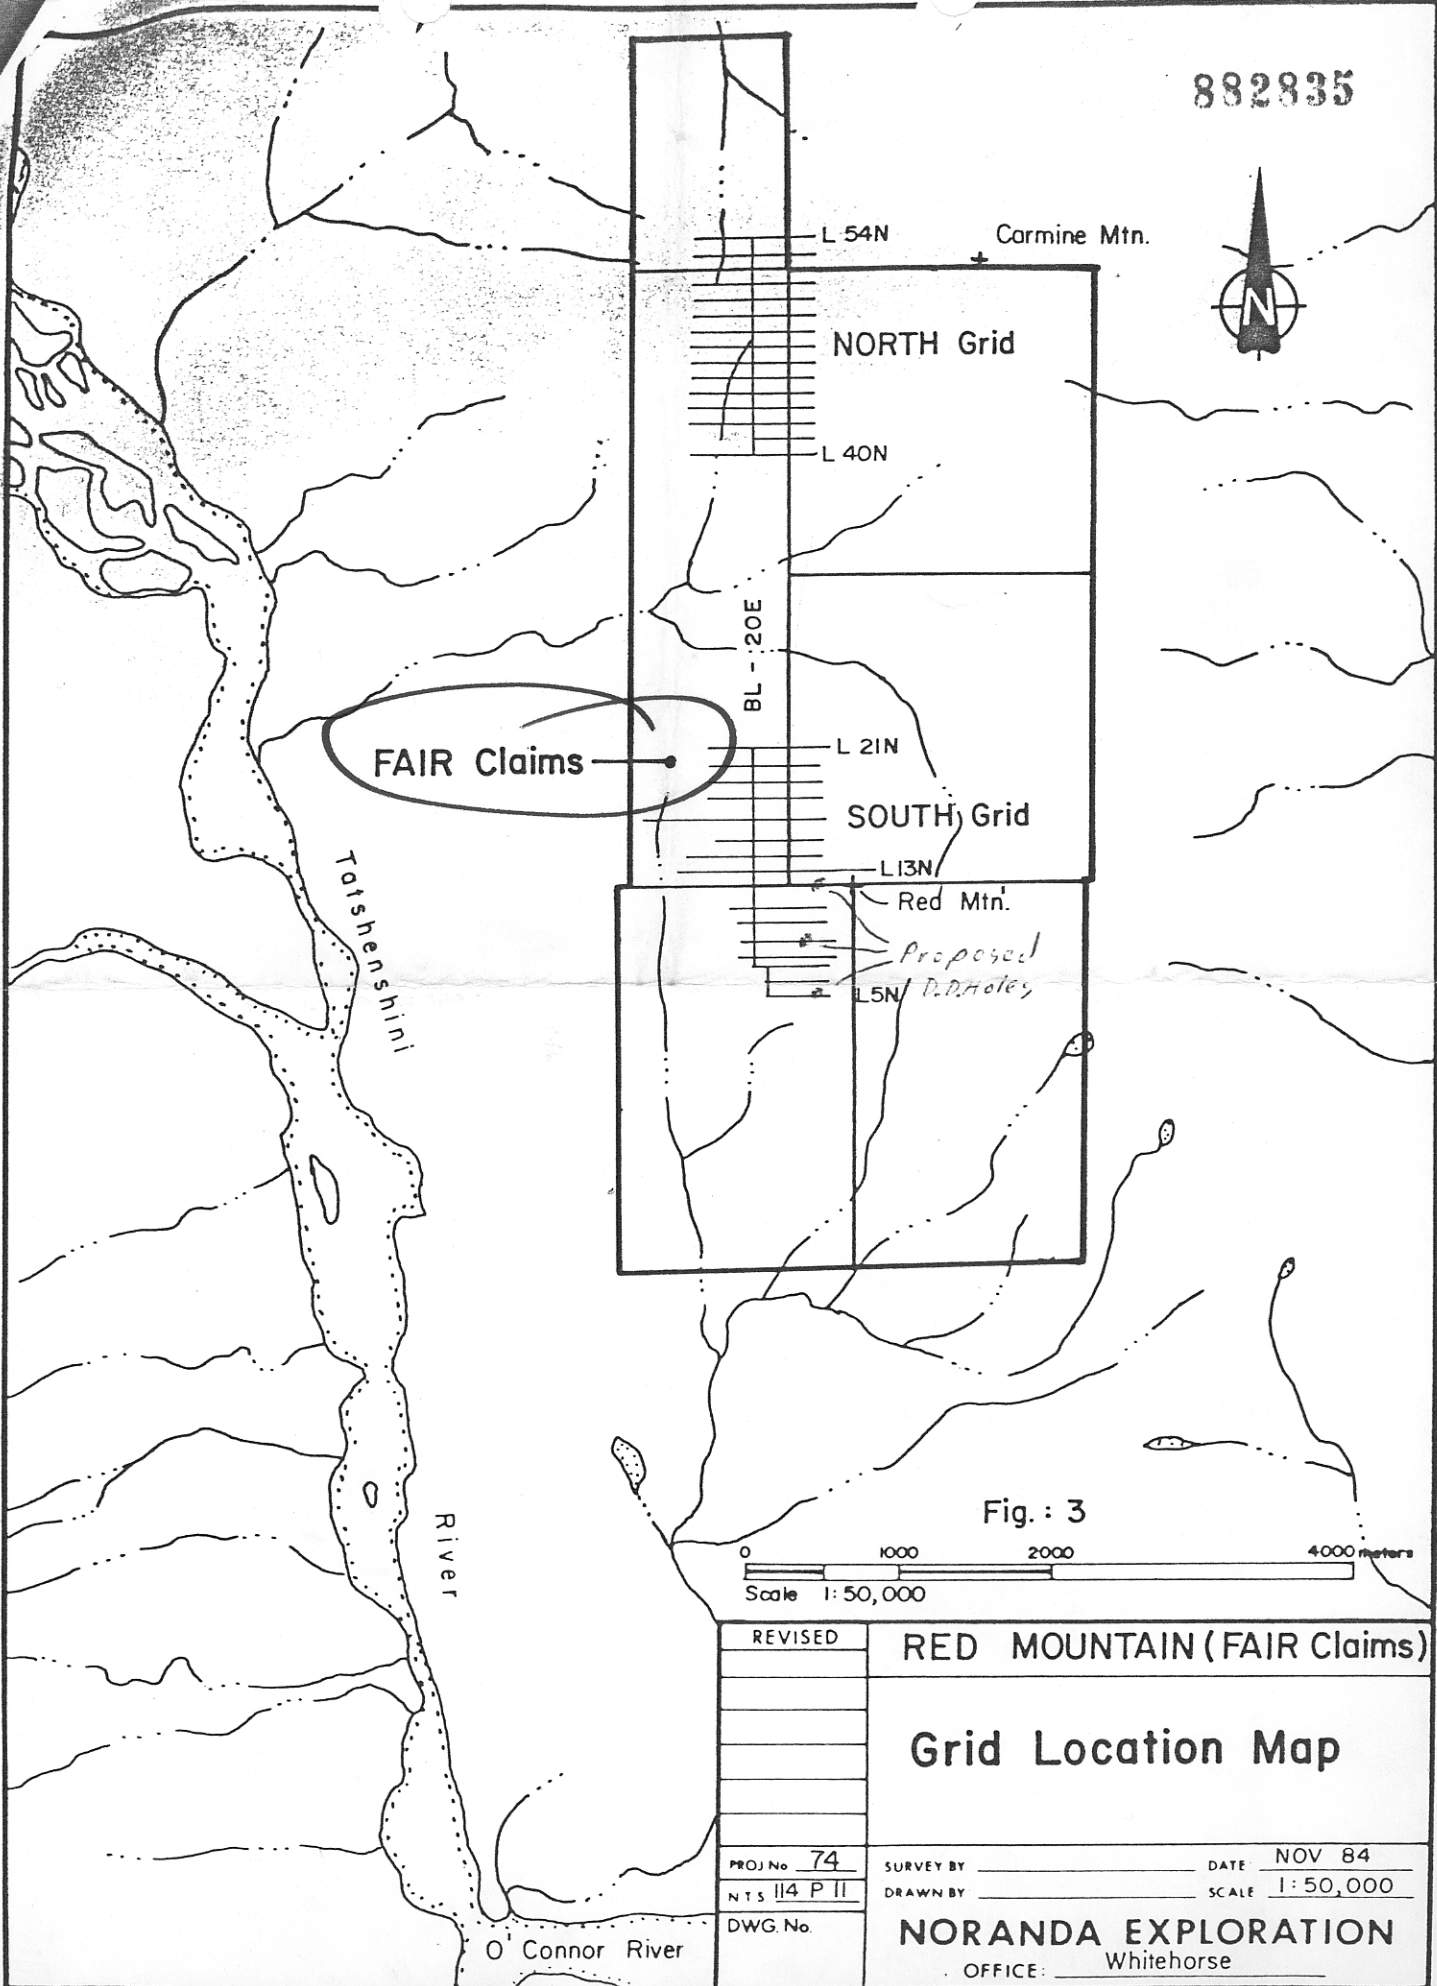 882835
L 54N
Carmine Mtn.
N
NORTH Grid
L 40N
BL - 20E
L 21N
FAIR Claims
SOUTH Grid
L13N
Red Mtn.
Proposed
D.D.Holes
L5N
Tatshenshini
River
Fig.: 3
0 1000 2000 4000 meters
Scale 1:50,000
REVISED
RED MOUNTAIN (FAIR Claims)
Grid Location Map
PROJ No 74
SURVEY BY
DATE NOV 84
NTS 114 P 11
DRAWN BY
SCALE 1:50,000
DWG. No.
NORANDA EXPLORATION
OFFICE: Whitehorse
O'Connor River